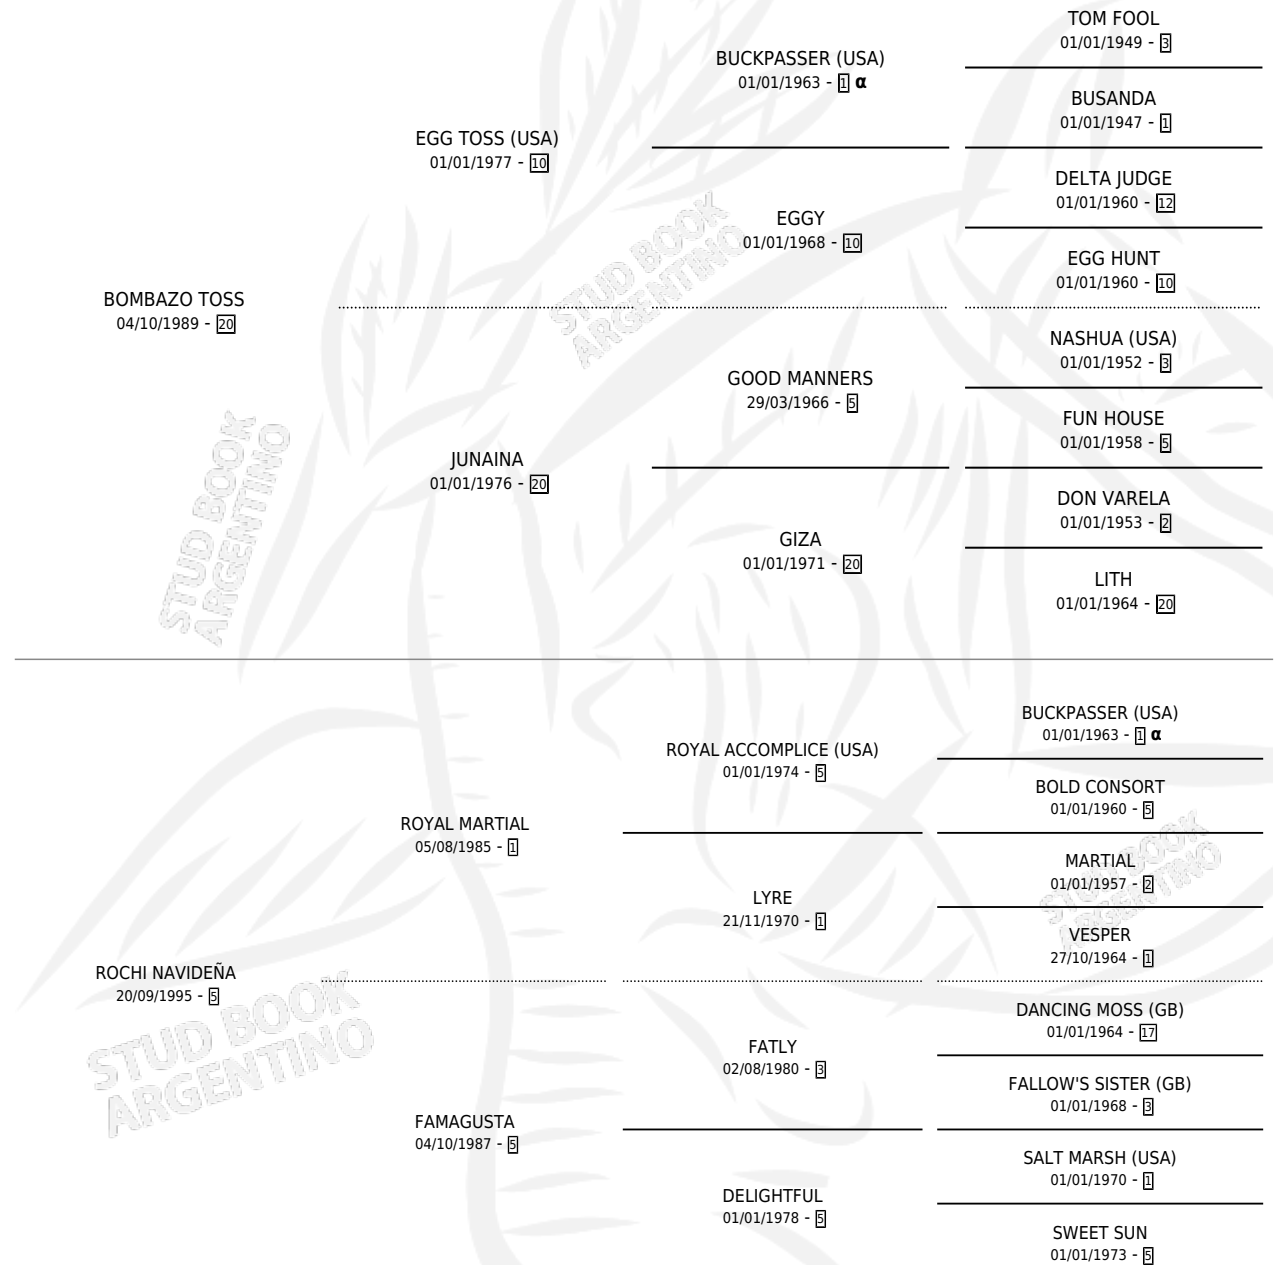 TOM FOOL
01/01/1949 - 3
BUCKPASSER (USA)
01/01/1963 - 1 α
BUSANDA
01/01/1947 - 1
EGG TOSS (USA)
01/01/1977 - 10
DELTA JUDGE
01/01/1960 - 12
EGGY
01/01/1968 - 10
EGG HUNT
01/01/1960 - 10
BOMBAZO TOSS
04/10/1989 - 20
STUD BOOK
ARGENTINO
NASHUA (USA)
01/01/1952 - 3
GOOD MANNERS
29/03/1966 - 5
FUN HOUSE
01/01/1958 - 5
JUNAINA
01/01/1976 - 20
DON VARELA
01/01/1953 - 2
GIZA
01/01/1971 - 20
LITH
01/01/1964 - 20
STUD BOOK
ARGENTINO
BUCKPASSER (USA)
01/01/1963 - 1 α
ROYAL ACCOMPLICE (USA)
01/01/1974 - 5
BOLD CONSORT
01/01/1960 - 5
ROYAL MARTIAL
05/08/1985 - 1
MARTIAL
01/01/1957 - 2
LYRE
21/11/1970 - 1
VESPER
27/10/1964 - 1
STUD BOOK
ARGENTINO
ROCHI NAVIDEÑA
20/09/1995 - 5
STUD BOOK
ARGENTINO
DANCING MOSS (GB)
01/01/1964 - 17
FATLY
02/08/1980 - 3
FALLOW'S SISTER (GB)
01/01/1968 - 3
FAMAGUSTA
04/10/1987 - 5
SALT MARSH (USA)
01/01/1970 - 1
DELIGHTFUL
01/01/1978 - 5
SWEET SUN
01/01/1973 - 5